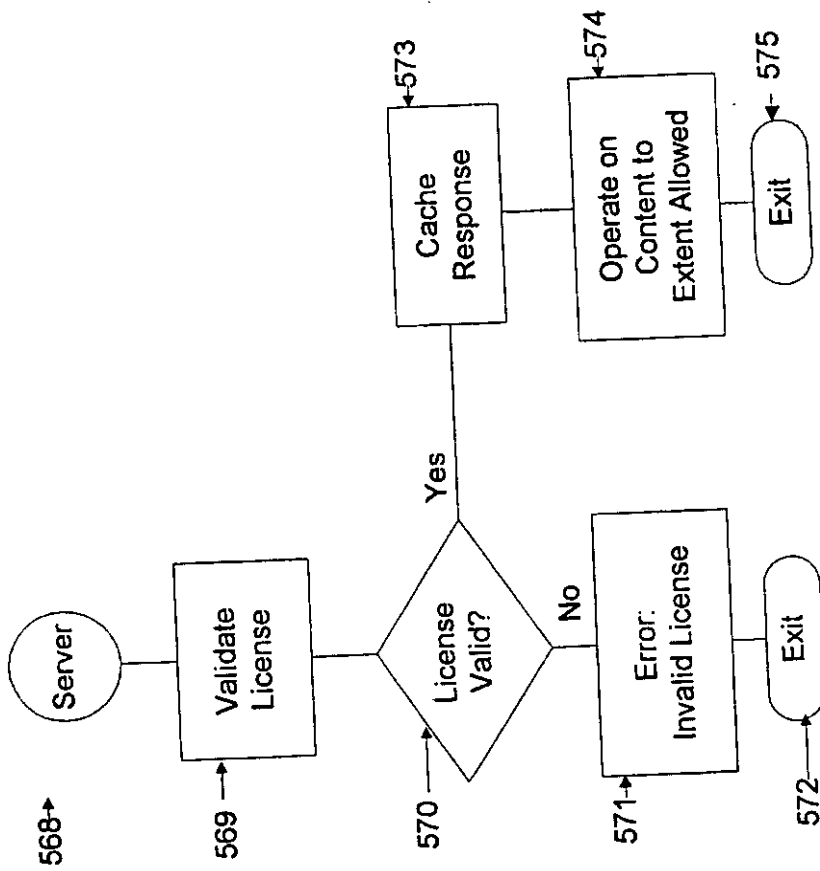 568
Server
569
Validate
License
570
License
Valid?
Yes
No
571
Error:
Invalid License
572
Exit
573
Cache
Response
574
Operate on
Content to
Extent Allowed
575
Exit